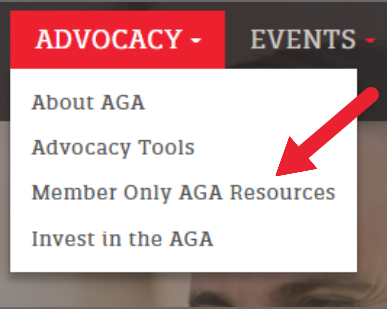 ADVOCACY EVENTS
About AGA
Advocacy Tools
Member Only AGA Resources
Invest in the AGA